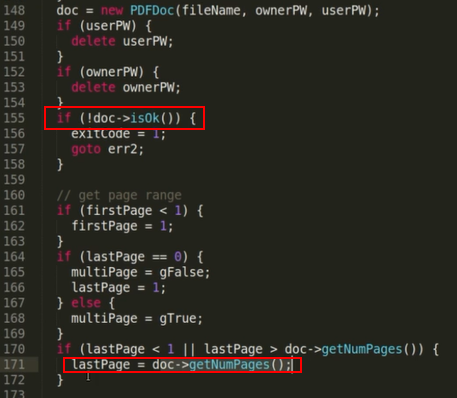 148 doc = new PDFDoc(fileName, ownerPW, userPW);
149 if (userPW) {
150 delete userPW;
151 }
152 if (ownerPW) {
153 delete ownerPW;
154 }
155 if (!doc->isOk()) {
156 exitCode = 1;
157 goto err2;
158 }
159
160 // get page range
161 if (firstPage < 1) {
162 firstPage = 1;
163 }
164 if (lastPage == 0) {
165 multiPage = gFalse;
166 lastPage = 1;
167 } else {
168 multiPage = gTrue;
169 }
170 if (lastPage < 1 || lastPage > doc->getNumPages()) {
171 lastPage = doc->getNumPages();
172 }
173